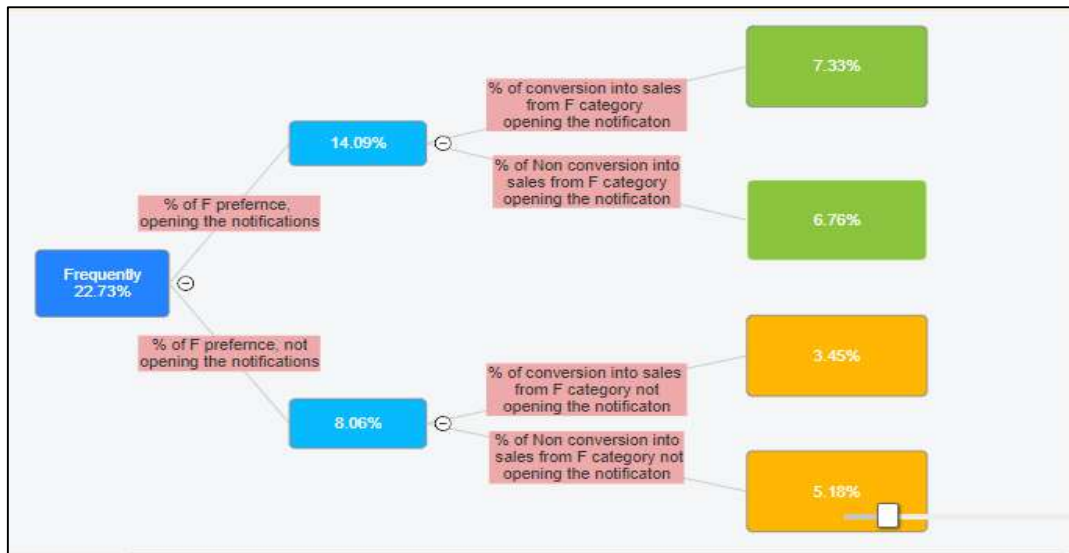 Frequently
22.73%
% of F prefernce,
opening the notifications
% of F prefernce, not
opening the notifications
14.09%
8.06%
% of conversion into sales
from F category
opening the notificaton
% of Non conversion into
sales from F category
opening the notificaton
% of conversion into sales
from F category not
opening the notificaton
% of Non conversion into
sales from F category not
opening the notificaton
7.33%
6.76%
3.45%
5.18%